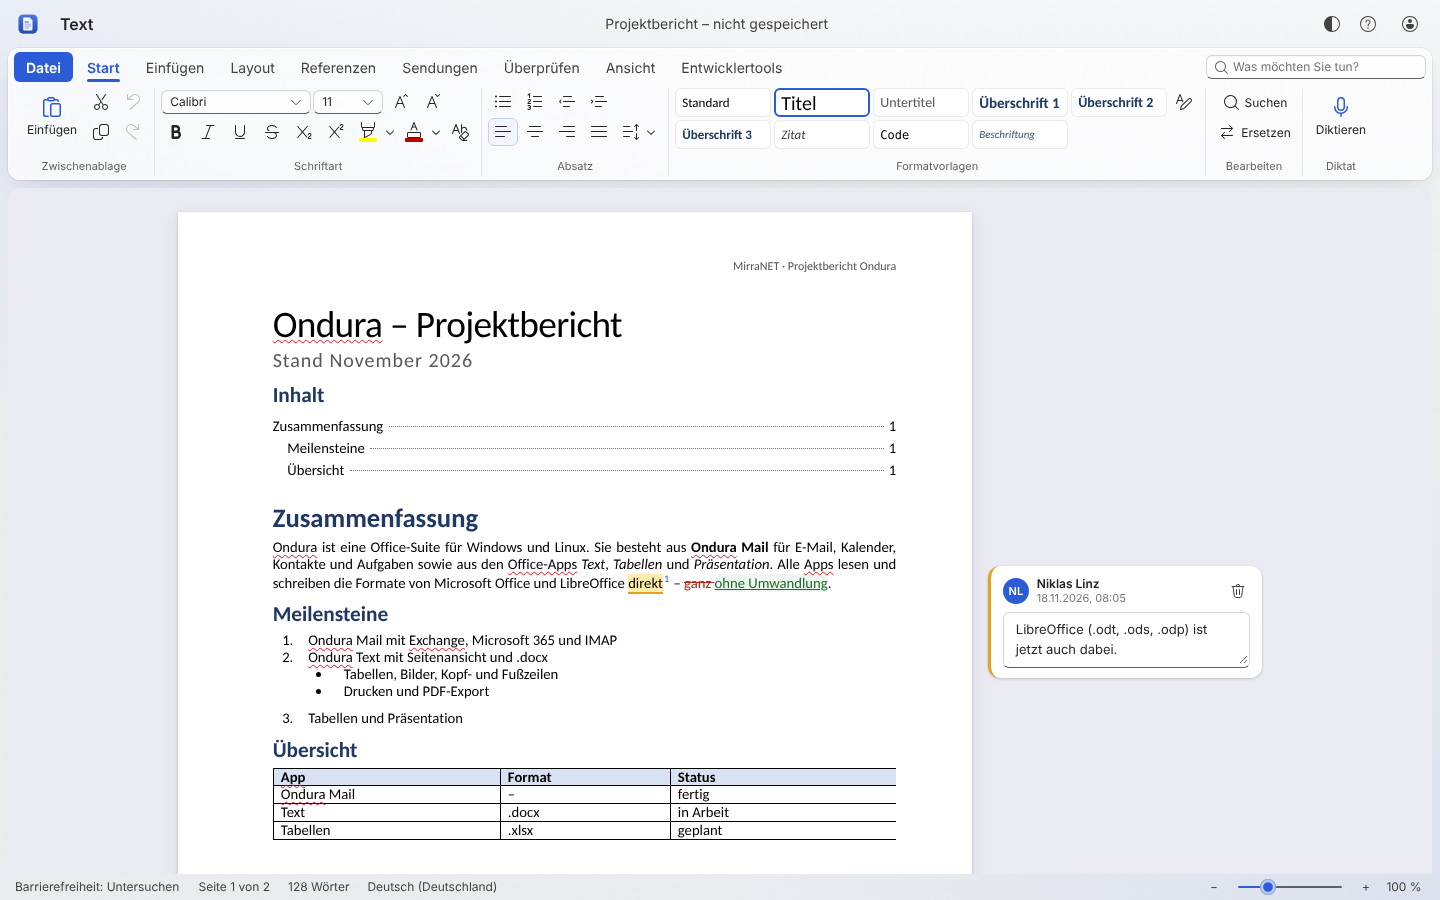 Text
Projektbericht – nicht gespeichert
Datei Start Einfügen Layout Referenzen Sendungen Überprüfen Ansicht Entwicklertools
Was möchten Sie tun?
Einfügen
Zwischenablage
Calibri 11
Schriftart
Absatz
Standard Titel Untertitel Überschrift 1 Überschrift 2
Überschrift 3 Zitat Code Beschriftung
Formatvorlagen
Suchen
Ersetzen
Bearbeiten
Diktieren
Diktat
MirraNET · Projektbericht Ondura
Ondura – Projektbericht
Stand November 2026
Inhalt
Zusammenfassung 1
Meilensteine 1
Übersicht 1
Zusammenfassung
Ondura ist eine Office-Suite für Windows und Linux. Sie besteht aus Ondura Mail für E-Mail, Kalender,
Kontakte und Aufgaben sowie aus den Office-Apps Text, Tabellen und Präsentation. Alle Apps lesen und
schreiben die Formate von Microsoft Office und LibreOffice direkt1 – ganz ohne Umwandlung.
Meilensteine
1. Ondura Mail mit Exchange, Microsoft 365 und IMAP
2. Ondura Text mit Seitenansicht und .docx
• Tabellen, Bilder, Kopf- und Fußzeilen
• Drucken und PDF-Export
3. Tabellen und Präsentation
Übersicht
App Format Status
Ondura Mail – fertig
Text .docx in Arbeit
Tabellen .xlsx geplant
NL Niklas Linz
18.11.2026, 08:05
LibreOffice (.odt, .ods, .odp) ist
jetzt auch dabei.
Barrierefreiheit: Untersuchen Seite 1 von 2 128 Wörter Deutsch (Deutschland)
− + 100 %